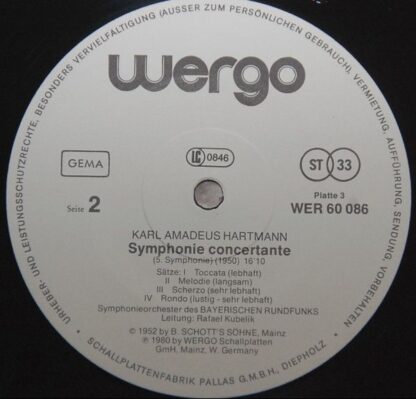 URHEBER- UND LEISTUNGSSCHUTZRECHTE, BESONDERS VERVIELFÄLTIGUNG (AUSSER ZUM PERSÖNLICHEN GEBRAUCH), VERMIETUNG, AUFFÜHRUNG, SENDUNG, VORBEHALTEN
wergo
GEMA
LC 0846
ST 33
Seite 2
Platte 3
WER 60 086
KARL AMADEUS HARTMANN
Symphonie concertante
(5. Symphonie) (1950) 16'10
Sätze: I Toccata (lebhaft)
II Melodie (langsam)
III Scherzo (sehr lebhaft)
IV Rondo (lustig - sehr lebhaft)
Symphonieorchester des BAYERISCHEN RUNDFUNKS
Leitung: Rafael Kubelik
© 1952 by B. SCHOTT'S SÖHNE, Mainz
℗ 1980 by WERGO Schallplatten
GmH, Mainz, W. Germany
SCHALLPLATTENFABRIK PALLAS G.M.B.H., DIEPHOLZ